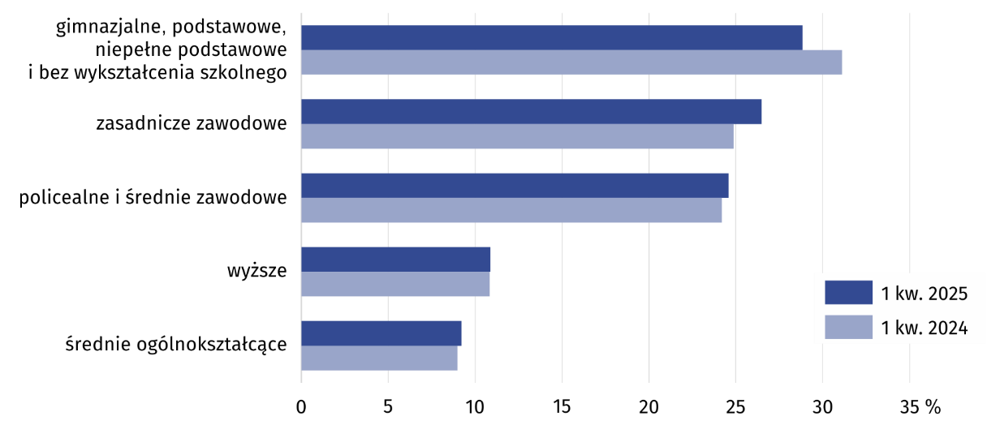 gimnazjalne, podstawowe,
niepełne podstawowe
i bez wykształcenia szkolnego
zasadnicze zawodowe
policealne i średnie zawodowe
wyższe
średnie ogólnokształcące
1 kw. 2025
1 kw. 2024
0 5 10 15 20 25 30 35 %